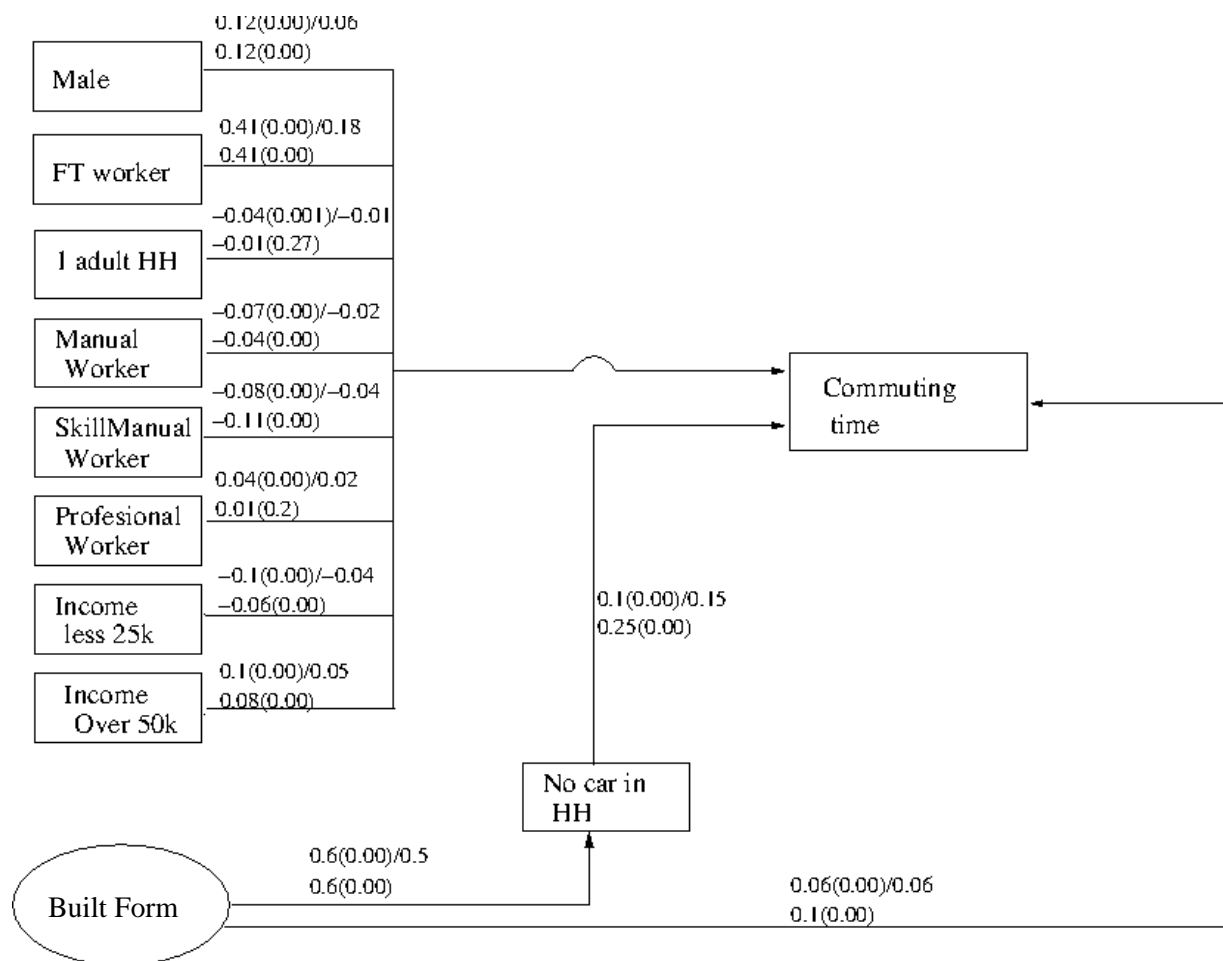 0.12(0.00)/0.06
0.12(0.00)
Male
0.41(0.00)/0.18
0.41(0.00)
FT worker
−0.04(0.001)/−0.01
−0.01(0.27)
1 adult HH
−0.07(0.00)/−0.02
−0.04(0.00)
Manual
Worker
−0.08(0.00)/−0.04
−0.11(0.00)
SkillManual
Worker
0.04(0.00)/0.02
0.01(0.2)
Profesional
Worker
−0.1(0.00)/−0.04
−0.06(0.00)
Income
less 25k
0.1(0.00)/0.05
0.08(0.00)
Income
Over 50k
Commuting
time
0.1(0.00)/0.15
0.25(0.00)
No car in
HH
0.6(0.00)/0.5
0.6(0.00)
Built Form
0.06(0.00)/0.06
0.1(0.00)